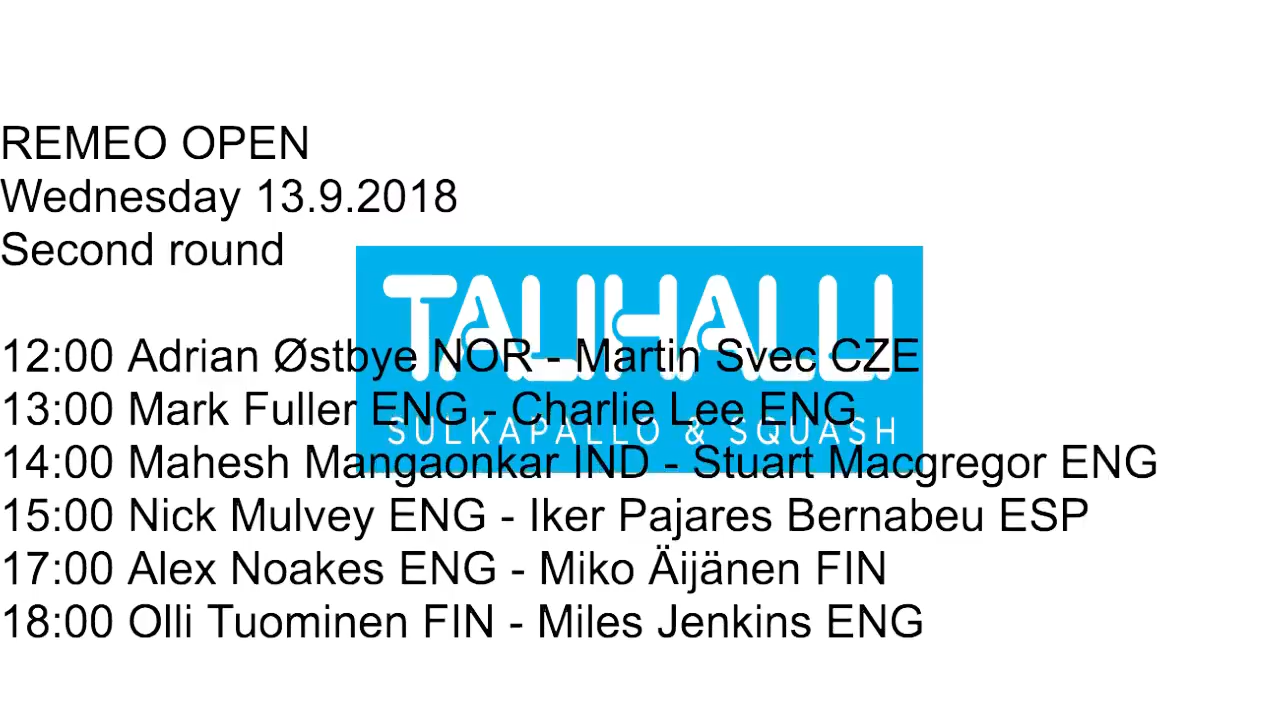 REMEO OPEN
Wednesday 13.9.2018
Second round
TALIHALLI
12:00 Adrian Østbye NOR - Martin Svec CZE
13:00 Mark Fuller ENG - Charlie Lee ENG
SULKAPALLO & SQUASH
14:00 Mahesh Mangaonkar IND - Stuart Macgregor ENG
15:00 Nick Mulvey ENG - Iker Pajares Bernabeu ESP
17:00 Alex Noakes ENG - Miko Äijänen FIN
18:00 Olli Tuominen FIN - Miles Jenkins ENG